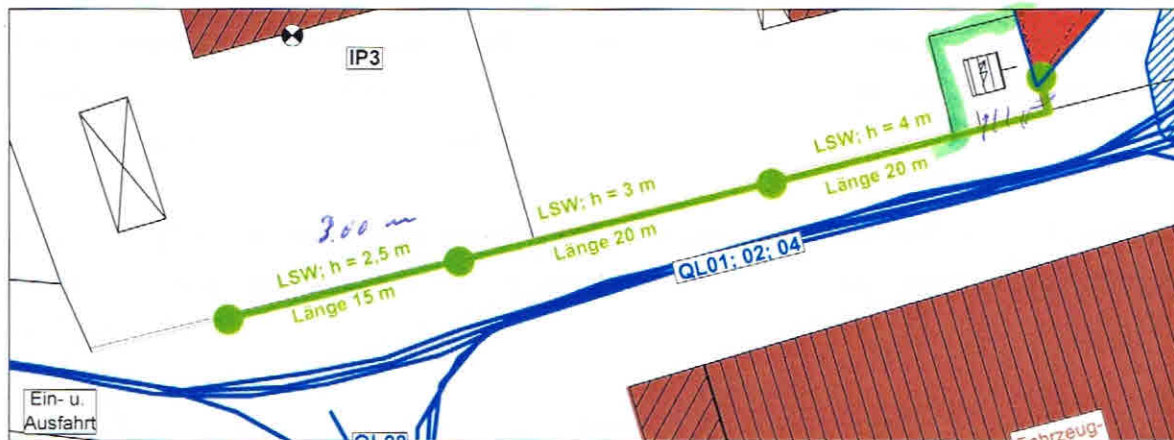 IP3
LSW; h = 4 m
Länge 20 m
LSW; h = 3 m
Länge 20 m
3.00 m
LSW; h = 2,5 m
Länge 15 m
QL01; 02; 04
Ein- u.
Ausfahrt